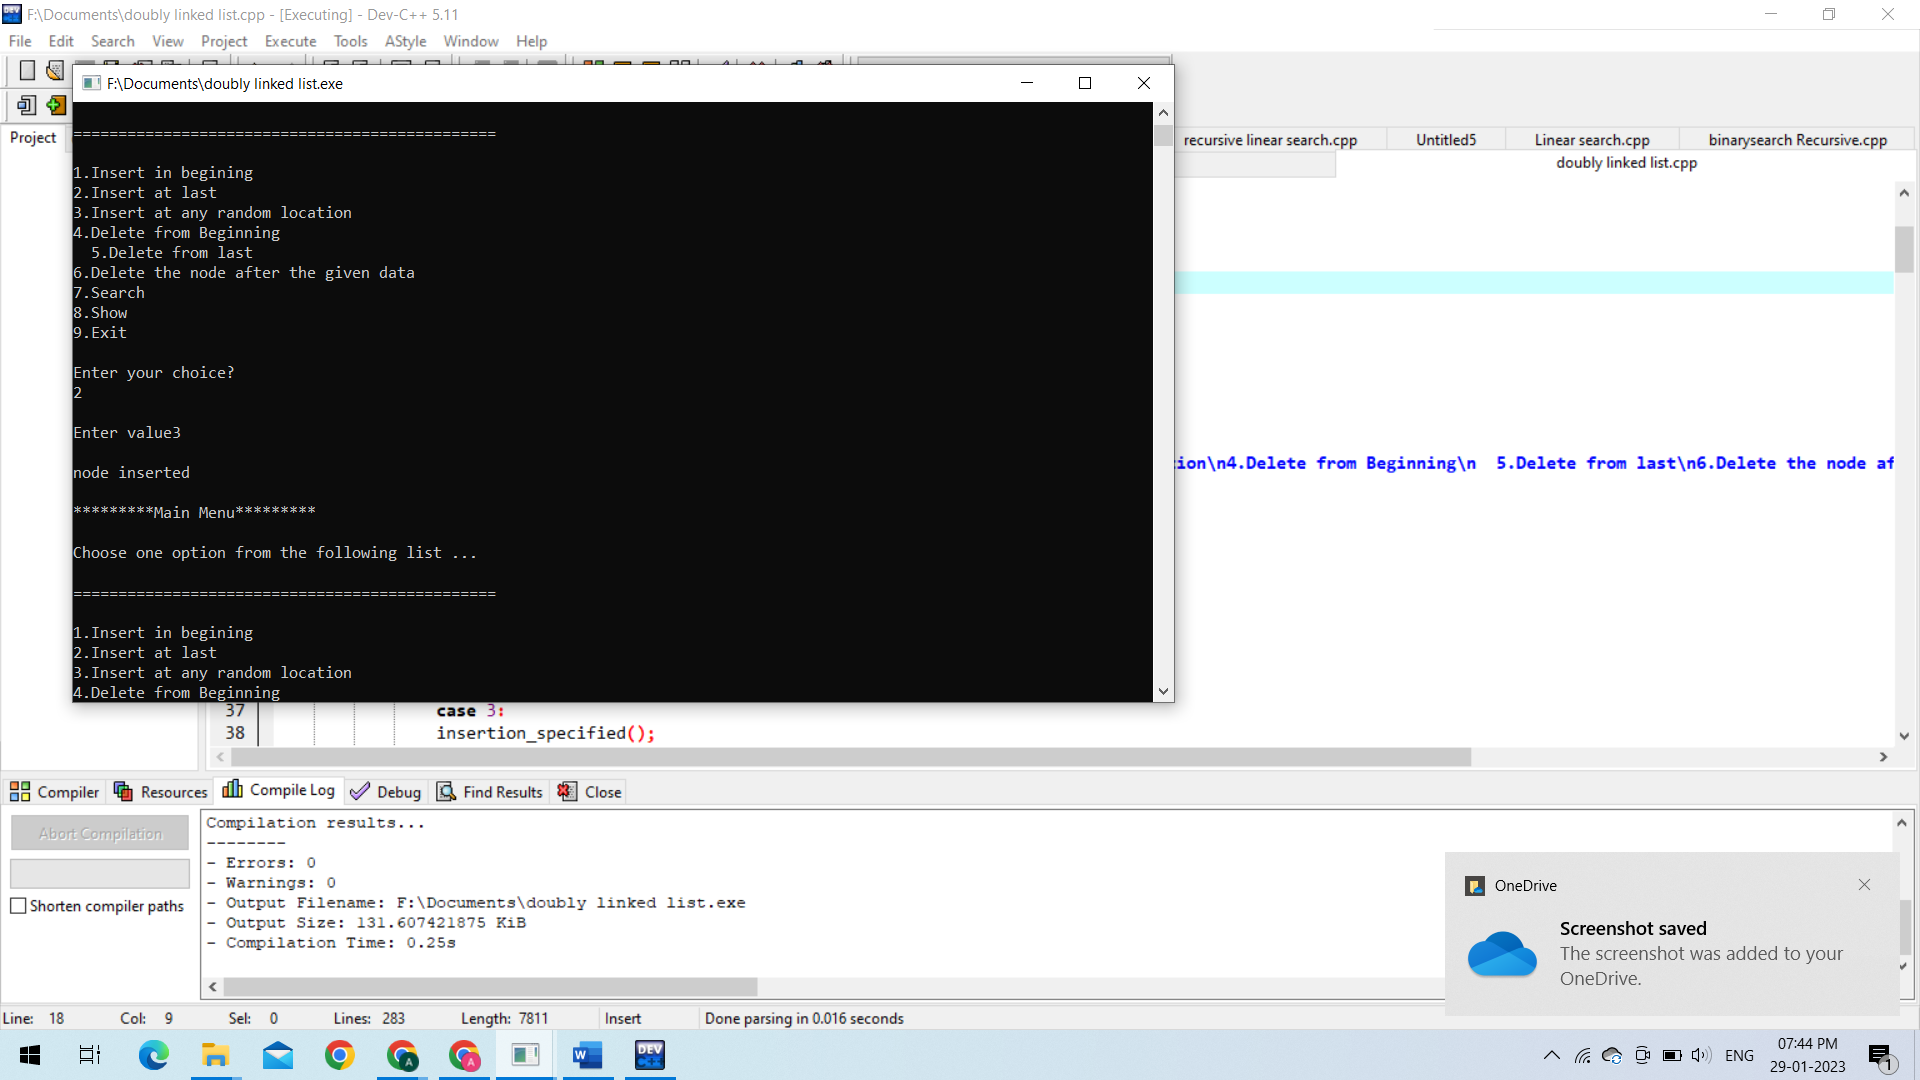 F:\Documents\doubly linked list.cpp - [Executing] - Dev-C++ 5.11
File Edit Search View Project Execute Tools AStyle Window Help
F:\Documents\doubly linked list.exe
Project
recursive linear search.cpp Untitled5 Linear search.cpp binarysearch Recursive.cpp
doubly linked list.cpp
===============================================
1.Insert in begining
2.Insert at last
3.Insert at any random location
4.Delete from Beginning
  5.Delete from last
6.Delete the node after the given data
7.Search
8.Show
9.Exit
Enter your choice?
2
Enter value3
node inserted
*********Main Menu*********
Choose one option from the following list ...
===============================================
1.Insert in begining
2.Insert at last
3.Insert at any random location
4.Delete from Beginning
ion\n4.Delete from Beginning\n  5.Delete from last\n6.Delete the node af
37 case 3:
38 insertion_specified();
Compiler Resources Compile Log Debug Find Results Close
Abort Compilation
Shorten compiler paths
Compilation results...
--------
- Errors: 0
- Warnings: 0
- Output Filename: F:\Documents\doubly linked list.exe
- Output Size: 131.607421875 KiB
- Compilation Time: 0.25s
OneDrive
Screenshot saved
The screenshot was added to your
OneDrive.
Line: 18 Col: 9 Sel: 0 Lines: 283 Length: 7811 Insert Done parsing in 0.016 seconds
ENG
07:44 PM
29-01-2023
1